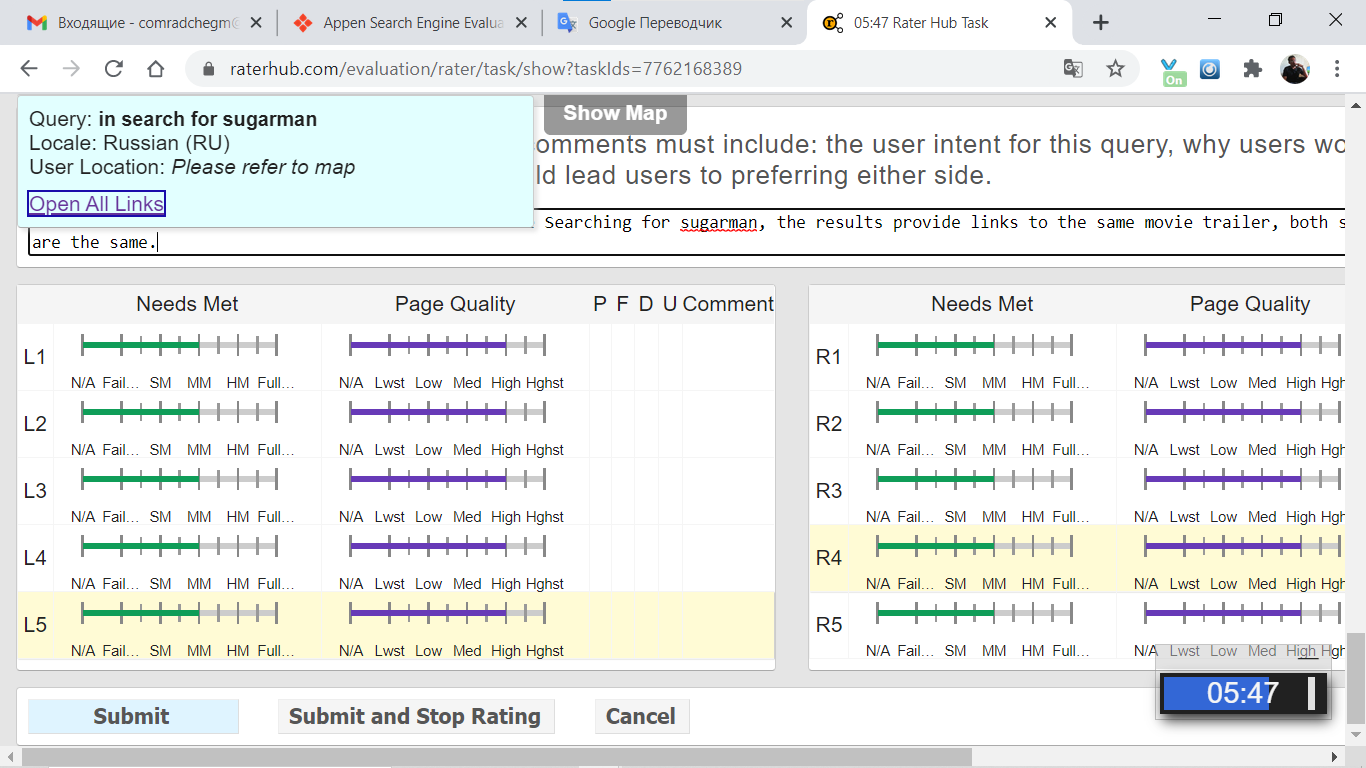 Входящие - comradchegm@
Appen Search Engine Evalua
Google Переводчик
05:47 Rater Hub Task
raterhub.com/evaluation/rater/task/show?taskIds=7762168389
On
Query: in search for sugarman
Locale: Russian (RU)
User Location: Please refer to map
Open All Links
Show Map
omments must include: the user intent for this query, why users wo
ld lead users to preferring either side.
Searching for sugarman, the results provide links to the same movie trailer, both s
are the same.
Needs Met Page Quality P F D U Comment
L1
N/A Fail... SM MM HM Full... N/A Lwst Low Med High Hghst
L2
N/A Fail... SM MM HM Full... N/A Lwst Low Med High Hghst
L3
N/A Fail... SM MM HM Full... N/A Lwst Low Med High Hghst
L4
N/A Fail... SM MM HM Full... N/A Lwst Low Med High Hghst
L5
N/A Fail... SM MM HM Full... N/A Lwst Low Med High Hghst
Needs Met Page Quality
R1
N/A Fail... SM MM HM Full... N/A Lwst Low Med High Hgh
R2
N/A Fail... SM MM HM Full... N/A Lwst Low Med High Hgh
R3
N/A Fail... SM MM HM Full... N/A Lwst Low Med High Hgh
R4
N/A Fail... SM MM HM Full... N/A Lwst Low Med High Hgh
R5
N/A Fail... SM MM HM Full... N/A Lwst Low Med High Hgh
05:47
Submit Submit and Stop Rating Cancel